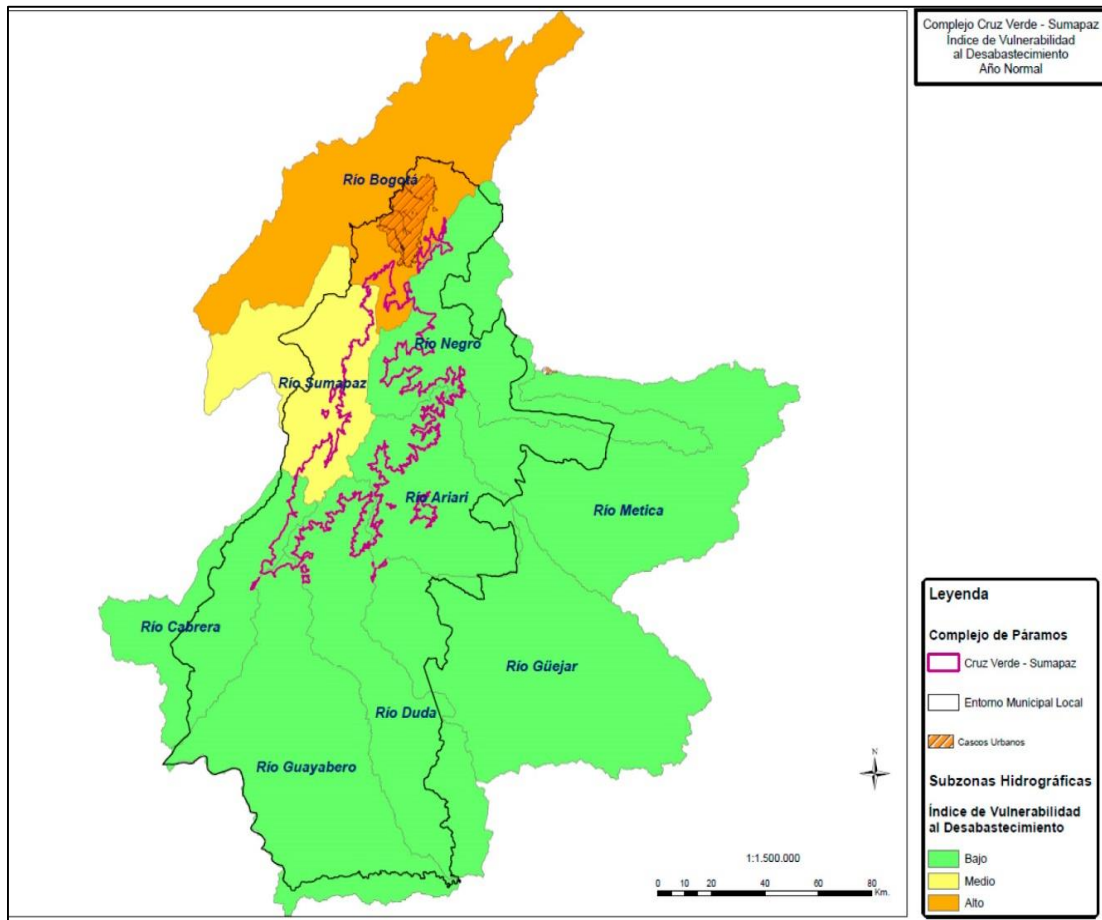 Complejo Cruz Verde - Sumapaz
Índice de Vulnerabilidad
al Desabastecimiento
Año Normal
Río Bogotá
Río Negro
Río Sumapaz
Río Ariari
Río Metica
Río Cabrera
Río Güejar
Río Duda
Río Guayabero
N
1:1.500.000
0 10 20 40 60 80
Km.
Leyenda
Complejo de Páramos
Cruz Verde - Sumapaz
Entorno Municipal Local
Cascos Urbanos
Subzonas Hidrográficas
Índice de Vulnerabilidad
al Desabastecimiento
Bajo
Medio
Alto